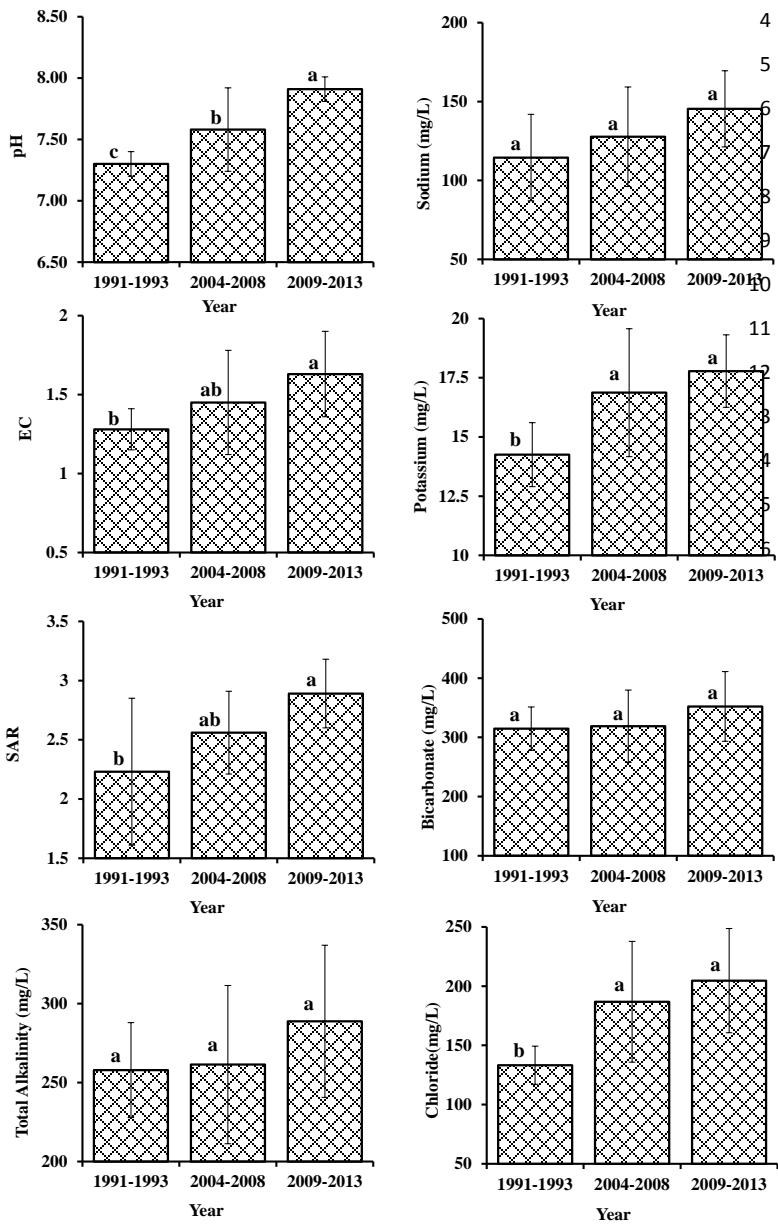 8.50
8.00
7.50
7.00
6.50
pH
c
b
a
1991-1993 2004-2008 2009-2013
Year
200
150
100
50
Sodium (mg/L)
a
a
a
1991-1993 2004-2008 2009-2013
Year
4
5
6
7
8
9
10
11
12
3
4
5
6
2
1.5
1
0.5
EC
b
ab
a
1991-1993 2004-2008 2009-2013
Year
20
17.5
15
12.5
10
Potassium (mg/L)
b
a
a
1991-1993 2004-2008 2009-2013
Year
3.5
3
2.5
2
1.5
SAR
b
ab
a
1991-1993 2004-2008 2009-2013
Year
500
400
300
200
100
Bicarbonate (mg/L)
a
a
a
1991-1993 2004-2008 2009-2013
Year
350
300
250
200
Total Alkalinity (mg/L)
a
a
a
1991-1993 2004-2008 2009-2013
Year
250
200
150
100
50
Chloride(mg/L)
b
a
a
1991-1993 2004-2008 2009-2013
Year